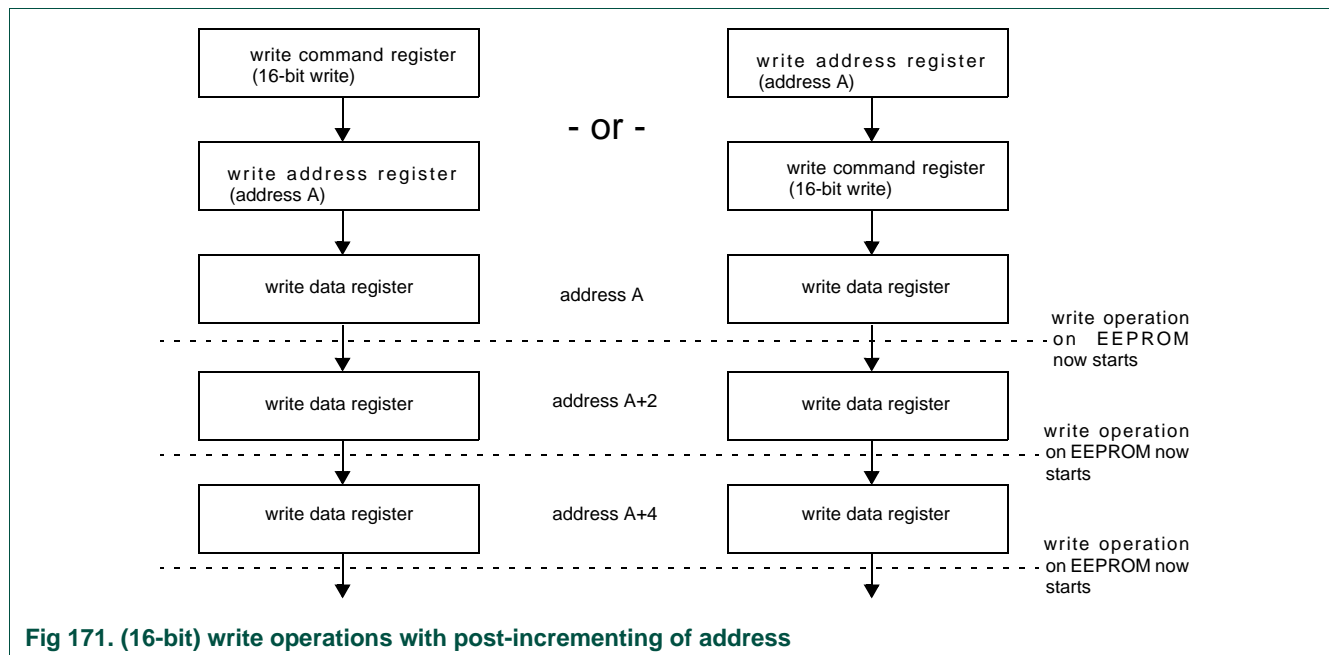 write command register
(16-bit write)
write address register
(address A)
- or -
write address register
(address A)
write command register
(16-bit write)
write data register
address A
write data register
write operation
on EEPROM
now starts
write data register
address A+2
write data register
write operation
on EEPROM now
starts
write data register
address A+4
write data register
write operation
on EEPROM now
starts
Fig 171. (16-bit) write operations with post-incrementing of address